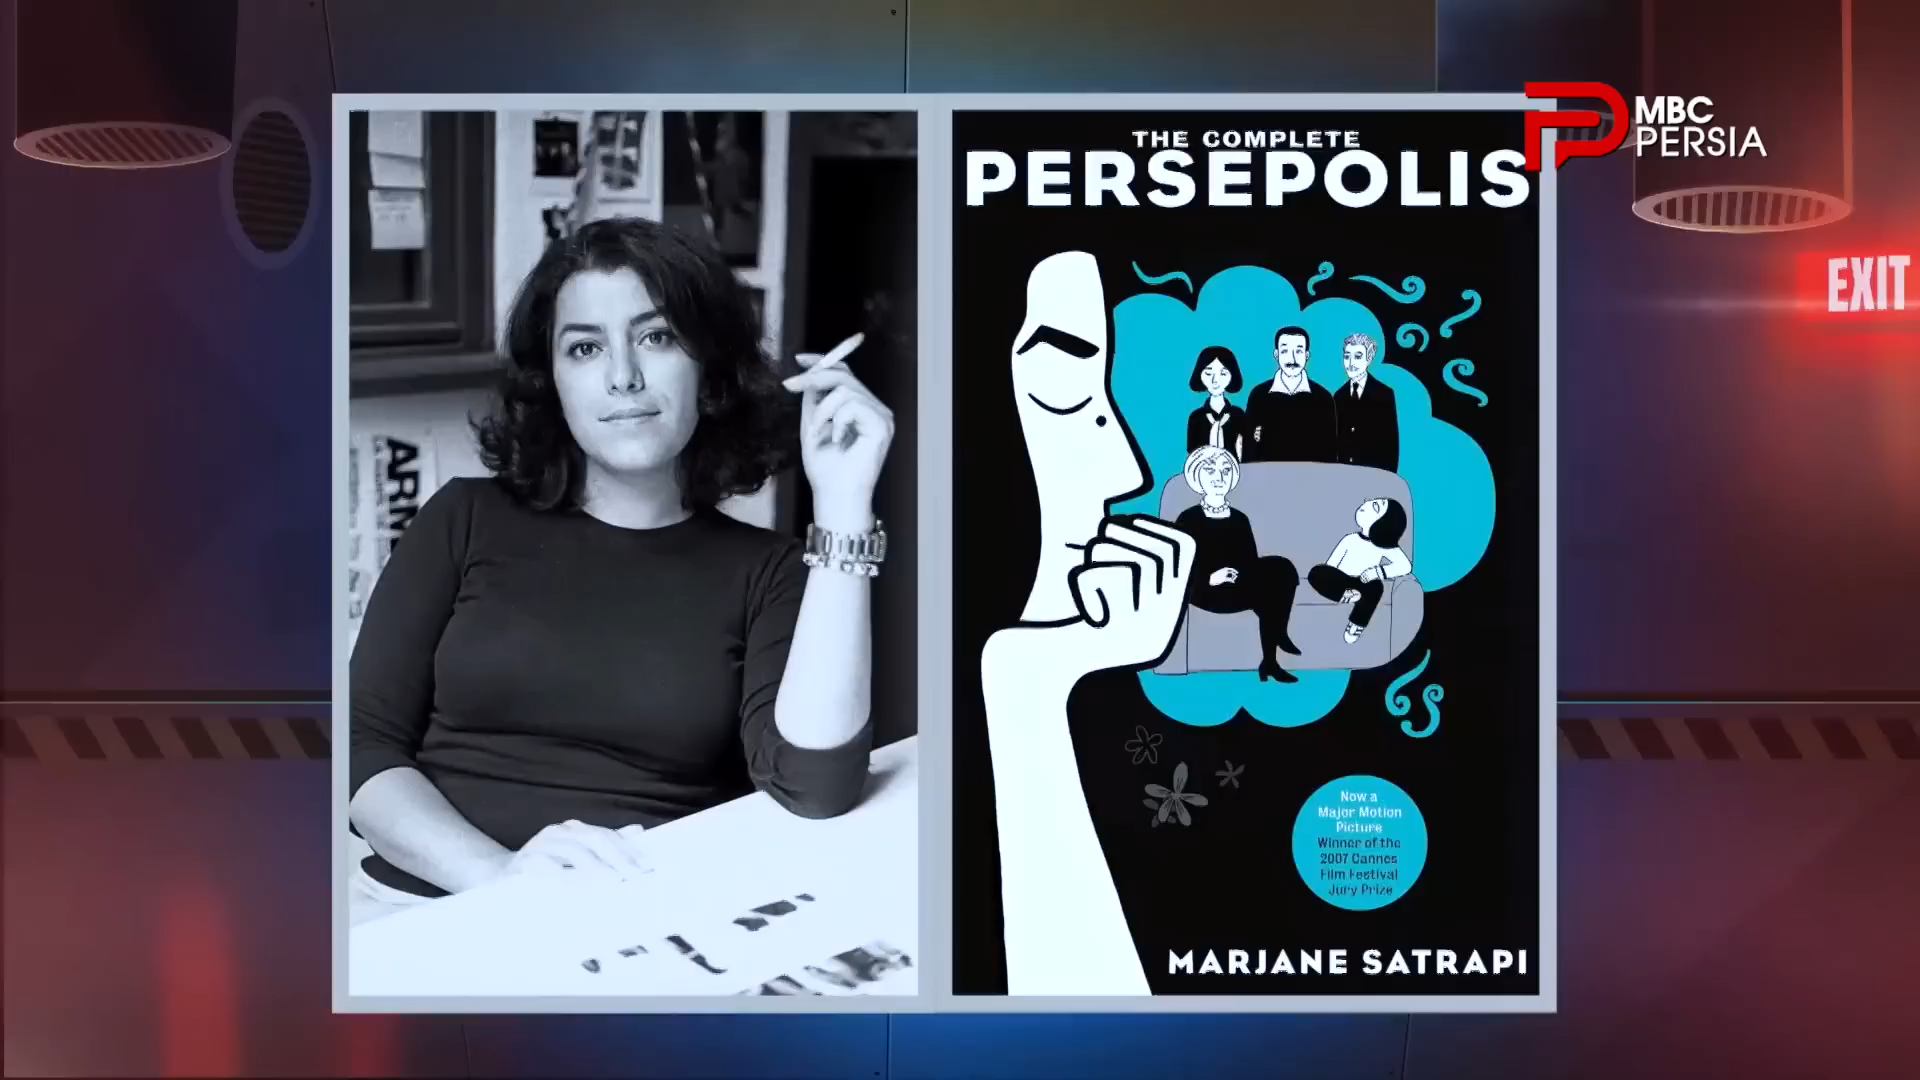 MBC
PERSIA
EXIT
ARM
THE COMPLETE
PERSEPOLIS
Now a
Major Motion
Picture
Winner of the
2007 Cannes
Film Festival
Jury Prize
MARJANE SATRAPI